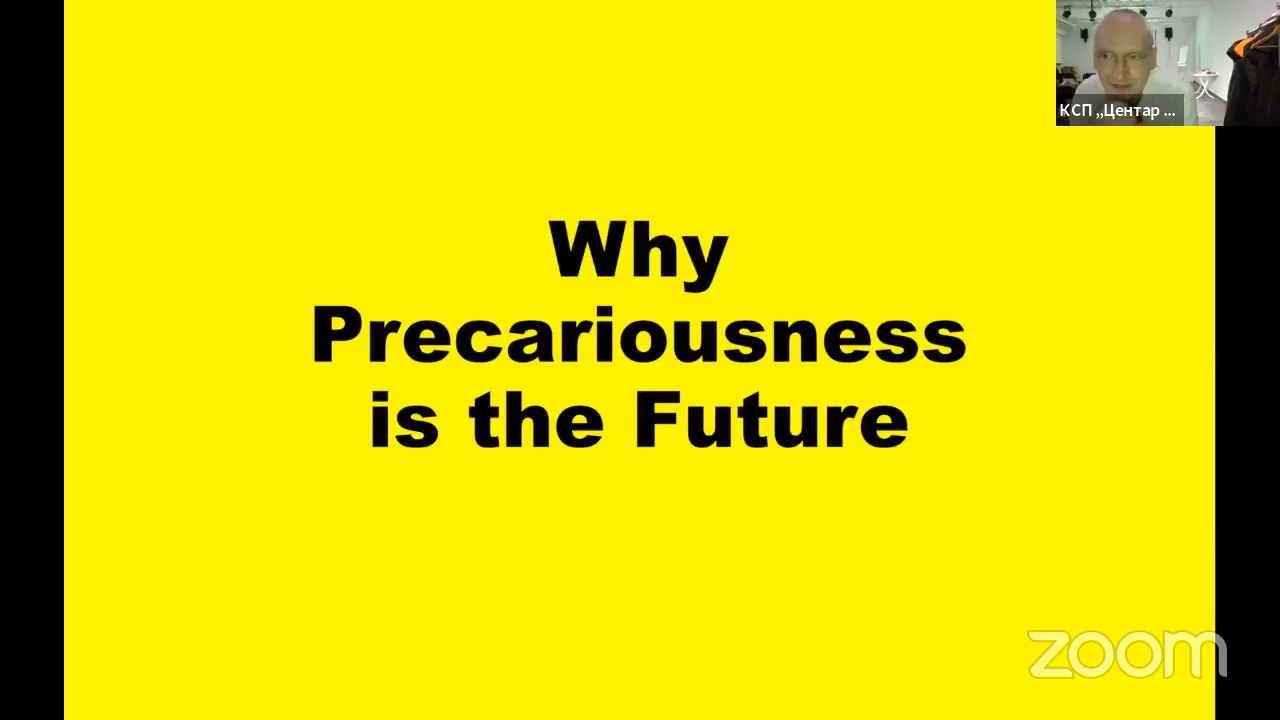 КСП „Центар ...
Why
Precariousness
is the Future
zoom